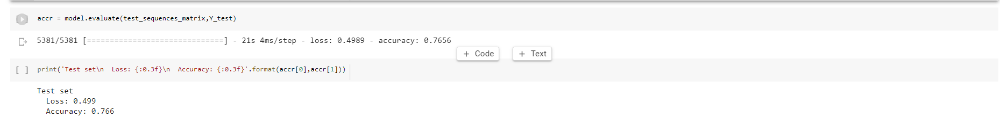 accr = model.evaluate(test_sequences_matrix,Y_test)
5381/5381 [==============================] - 21s 4ms/step - loss: 0.4989 - accuracy: 0.7656
+ Code + Text
[ ] print('Test set\n  Loss: {:0.3f}\n  Accuracy: {:0.3f}'.format(accr[0],accr[1]))
Test set
  Loss: 0.499
  Accuracy: 0.766